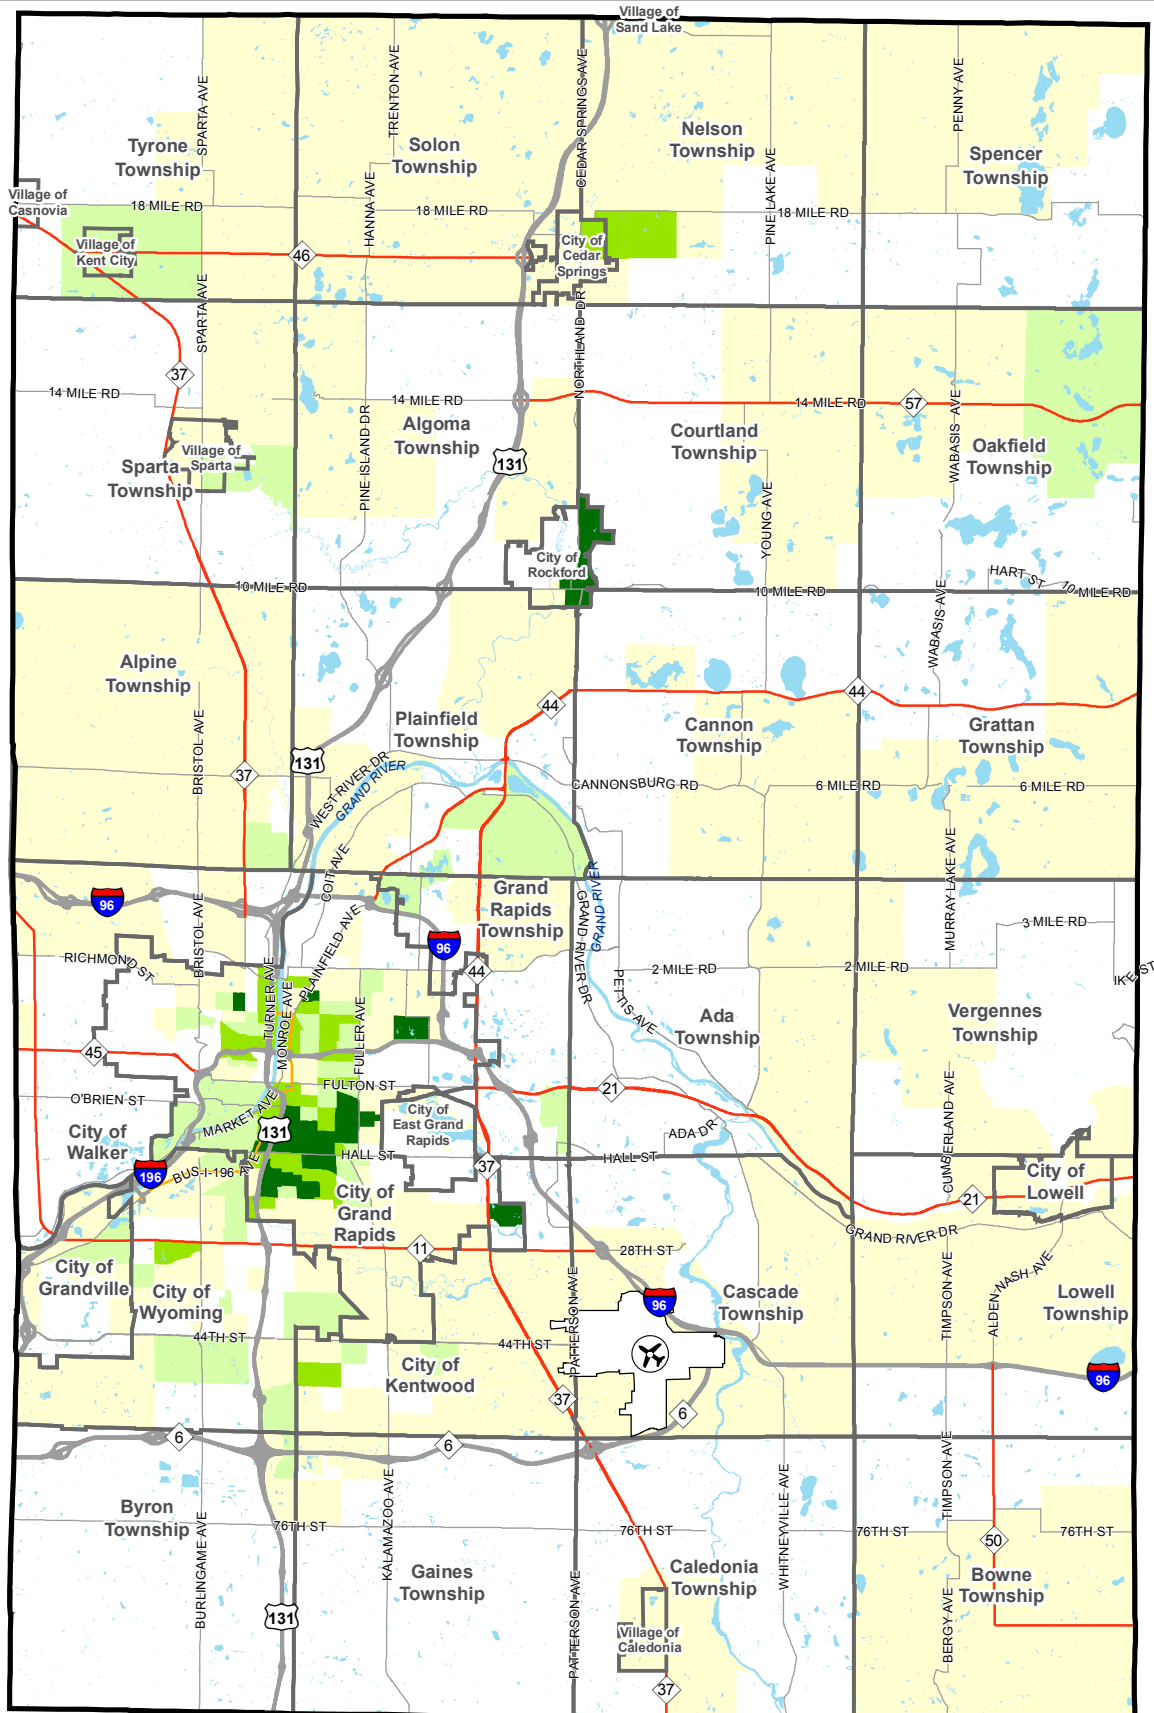 Village of
Sand Lake
SPARTA AVE
TRENTON AVE
CEDAR SPRINGS AVE
PENNY AVE
Tyrone
Township
Solon
Township
Nelson
Township
Spencer
Township
PINE LAKE AVE
HANNA AVE
Village of
Casnovia
18 MILE RD
18 MILE RD
18 MILE RD
Village of
Kent City
46
City of
Cedar
Springs
SPARTA AVE
NORTHLAND DR
37
14 MILE RD
14 MILE RD
14 MILE RD
57
PINE ISLAND DR
Algoma
Township
Courtland
Township
WABASIS AVE
Oakfield
Township
Village of
Sparta
Sparta
Township
131
YOUNG AVE
City of
Rockford
10 MILE RD
10 MILE RD
HART ST
10 MILE RD
WABASIS AVE
Alpine
Township
44
44
Plainfield
Township
Cannon
Township
Grattan
Township
BRISTOL AVE
131
37
WEST RIVER DR
GRAND RIVER
CANNONSBURG RD
6 MILE RD
6 MILE RD
COIT AVE
MURRAY LAKE AVE
96
Grand
Rapids
Township
GRAND RIVER
GRAND RIVER DR
BRISTOL AVE
PLAINFIELD AVE
3 MILE RD
96
RICHMOND ST
44
2 MILE RD
2 MILE RD
IKE ST
TURNER AVE
MONROE AVE
FULLER AVE
PETTIS AVE
Ada
Township
Vergennes
Township
45
FULTON ST
21
O'BRIEN ST
MARKET AVE
City of
East Grand
Rapids
CUMBERLAND AVE
City of
Walker
131
ADA DR
HALL ST
HALL ST
196
BUS-I-196
AVE
37
City of
Lowell
21
City of
Grand
Rapids
11
28TH ST
GRAND RIVER DR
City of
Grandville
City of
Wyoming
PATTERSON AVE
96
Cascade
Township
TIMPSON AVE
ALDEN NASH AVE
Lowell
Township
44TH ST
44TH ST
City of
Kentwood
96
37
6
6
6
Byron
Township
BURLINGAME AVE
KALAMAZOO AVE
76TH ST
76TH ST
WHITNEYVILLE AVE
TIMPSON AVE
76TH ST
76TH ST
50
Gaines
Township
Caledonia
Township
Bowne
Township
PATTERSON AVE
BERGY AVE
131
Village of
Caledonia
37